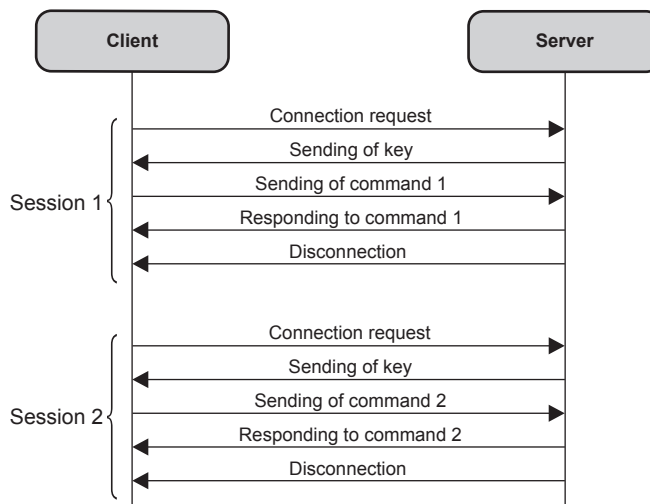 Client
Server
Connection request
Sending of key
Sending of command 1
Session 1
Responding to command 1
Disconnection
Connection request
Sending of key
Sending of command 2
Session 2
Responding to command 2
Disconnection